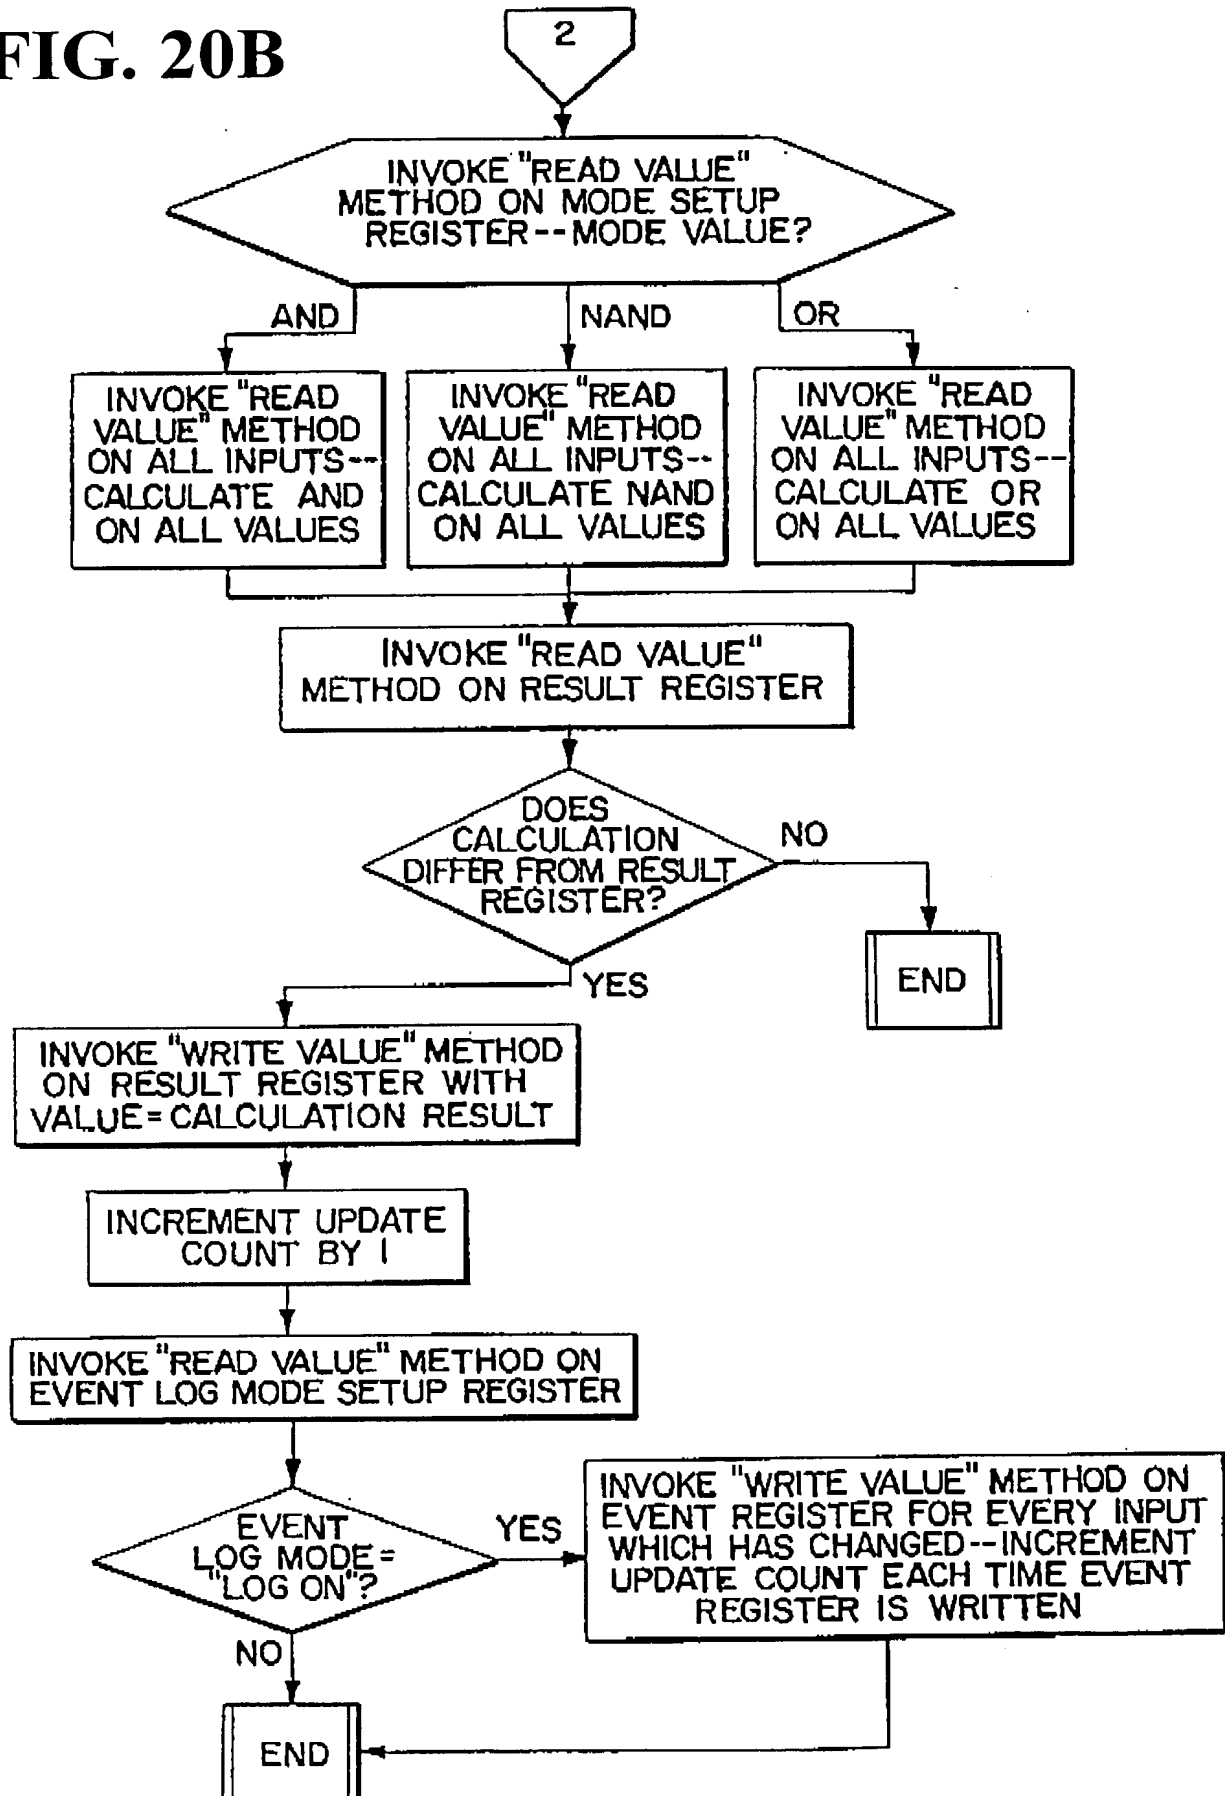 FIG. 20B
2
INVOKE "READ VALUE"
METHOD ON MODE SETUP
REGISTER--MODE VALUE?
AND
NAND
OR
INVOKE "READ
VALUE" METHOD
ON ALL INPUTS--
CALCULATE AND
ON ALL VALUES
INVOKE "READ
VALUE" METHOD
ON ALL INPUTS--
CALCULATE NAND
ON ALL VALUES
INVOKE "READ
VALUE" METHOD
ON ALL INPUTS--
CALCULATE OR
ON ALL VALUES
INVOKE "READ VALUE"
METHOD ON RESULT REGISTER
DOES
CALCULATION
DIFFER FROM RESULT
REGISTER?
NO
END
YES
INVOKE "WRITE VALUE" METHOD
ON RESULT REGISTER WITH
VALUE=CALCULATION RESULT
INCREMENT UPDATE
COUNT BY 1
INVOKE "READ VALUE" METHOD ON
EVENT LOG MODE SETUP REGISTER
EVENT
LOG MODE=
"LOG ON"?
YES
INVOKE "WRITE VALUE" METHOD ON
EVENT REGISTER FOR EVERY INPUT
WHICH HAS CHANGED--INCREMENT
UPDATE COUNT EACH TIME EVENT
REGISTER IS WRITTEN
NO
END